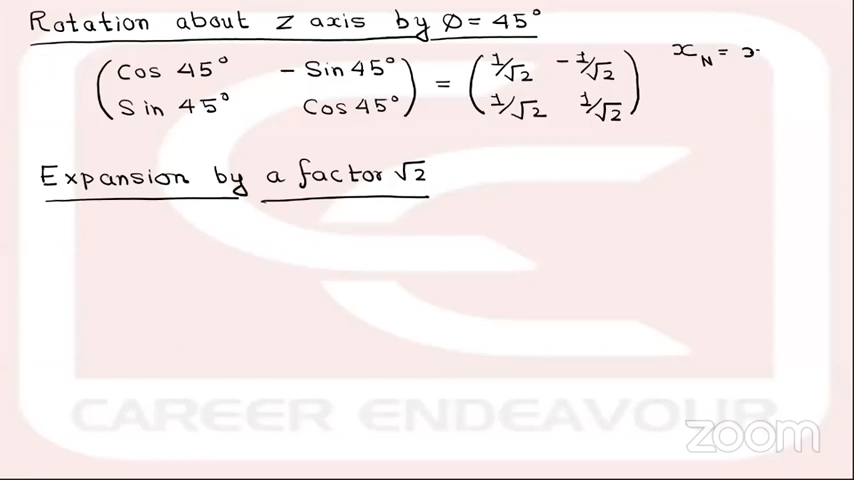 Rotation about Z axis by Ø = 45°
( Cos 45° - Sin 45° ) = ( 1/√2 - 1/√2 ) x_N = x
( Sin 45° Cos 45° ) ( 1/√2 1/√2 )
Expansion by a factor √2
CAREER ENDEAVOUR
zoom